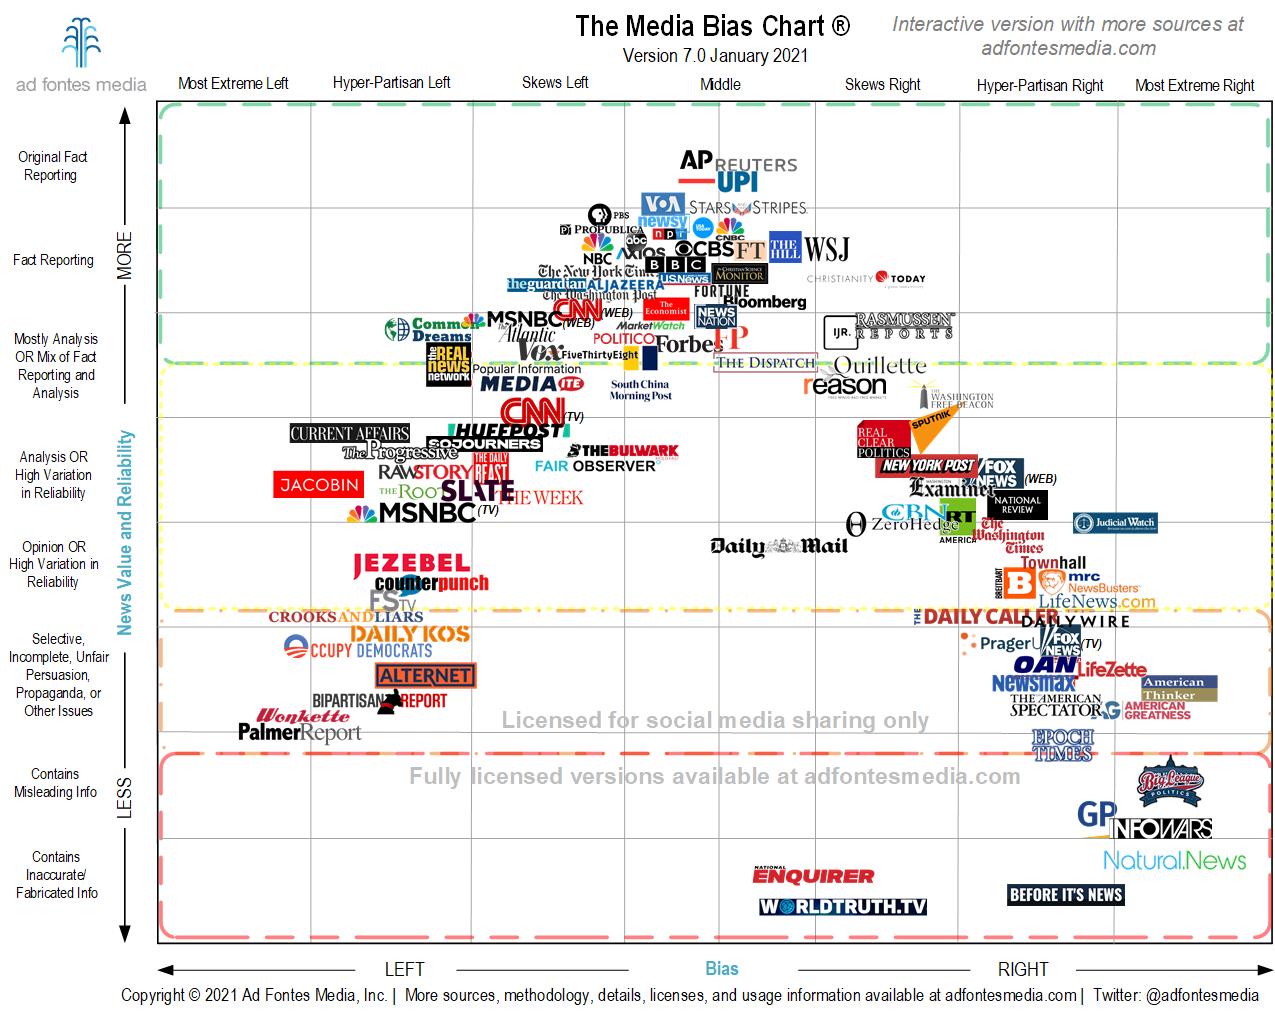 The Media Bias Chart ®
Version 7.0 January 2021
Interactive version with more sources at
adfontesmedia.com
ad fontes media
Most Extreme Left
Hyper-Partisan Left
Skews Left
Middle
Skews Right
Hyper-Partisan Right
Most Extreme Right
MORE
News Value and Reliability
LESS
Original Fact
Reporting
Fact Reporting
Mostly Analysis
OR Mix of Fact
Reporting and
Analysis
Analysis OR
High Variation
in Reliability
Opinion OR
High Variation in
Reliability
Selective,
Incomplete, Unfair
Persuasion,
Propaganda, or
Other Issues
Contains
Misleading Info
Contains
Inaccurate/
Fabricated Info
AP
REUTERS
UPI
VOA
STARS AND STRIPES
PBS
newsy
PROPUBLICA
npr
USA TODAY
CNBC
NBC
abc
AXIOS
CBS
FT
THE HILL
WSJ
BBC
The New York Times
US News
THE CHRISTIAN SCIENCE
MONITOR
CHRISTIANITY TODAY
theguardian
ALJAZEERA
FORTUNE
The Washington Post
Bloomberg
CNN (WEB)
The
Economist
NEWS
NATION
MSNBC (WEB)
Common
Dreams
MarketWatch
IJR.
RASMUSSEN
REPORTS
The
Atlantic
POLITICO
Forbes
FP
Vox
FiveThirtyEight
the
REAL
news
network
THE DISPATCH
Quillette
Popular Information
MEDIAITE
South China
Morning Post
reason
FREE MINDS AND FREE MARKETS
THE
WASHINGTON
FREE BEACON
CNN (TV)
SPUTNIK
HUFFPOST
CURRENT AFFAIRS
SOJOURNERS
REAL
CLEAR
POLITICS
The Progressive
THE BULWARK
FAIR OBSERVER
THE DAILY
BEAST
RAWSTORY
NEW YORK POST
FOX
NEWS
(WEB)
JACOBIN
THE ROOT
SLATE
THE WEEK
WASHINGTON
Examiner
NATIONAL
REVIEW
MSNBC (TV)
CBN
RT
AMERICA
ZeroHedge
The
Washington
Times
Judicial Watch
Daily Mail
JEZEBEL
Townhall
counterpunch
BREITBART
B
mrc
NewsBusters
FSTV
LifeNews.com
CROOKS AND LIARS
THE DAILY CALLER
DAILYWIRE
DAILY KOS
OCCUPY DEMOCRATS
PragerU
FOX
NEWS
(TV)
OAN
LifeZette
ALTERNET
Newsmax
American
Thinker
BIPARTISAN REPORT
THE AMERICAN
SPECTATOR
AG
AMERICAN
GREATNESS
Wonkette
PalmerReport
Licensed for social media sharing only
EPOCH
TIMES
Fully licensed versions available at adfontesmedia.com
Big League
POLITICS
GP
INFOWARS
Natural.News
NATIONAL
ENQUIRER
BEFORE IT'S NEWS
WORLDTRUTH.TV
LEFT
Bias
RIGHT
Copyright © 2021 Ad Fontes Media, Inc. | More sources, methodology, details, licenses, and usage information available at adfontesmedia.com | Twitter: @adfontesmedia